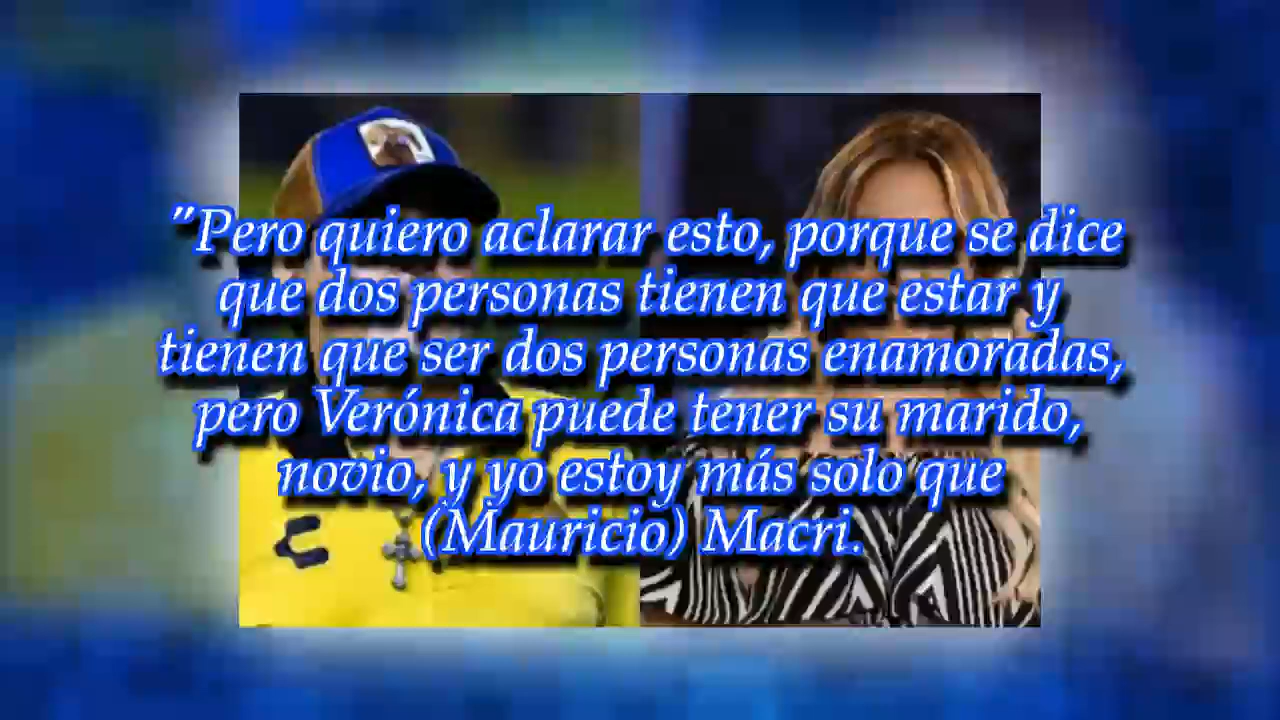 "Pero quiero aclarar esto, porque se dice
que dos personas tienen que estar y
tienen que ser dos personas enamoradas,
pero Verónica puede tener su marido,
novio, y yo estoy más solo que
(Mauricio) Macri.